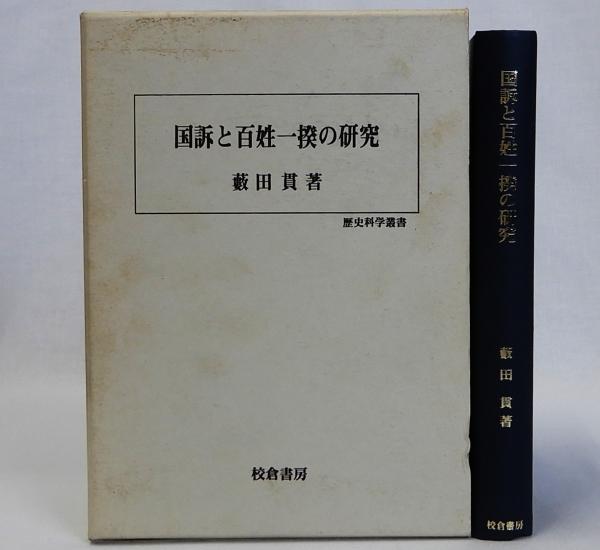 国訴と百姓一揆の研究
藪田貫著
歴史科学叢書
校倉書房
国訴と百姓一揆の研究
藪田貫著
校倉書房